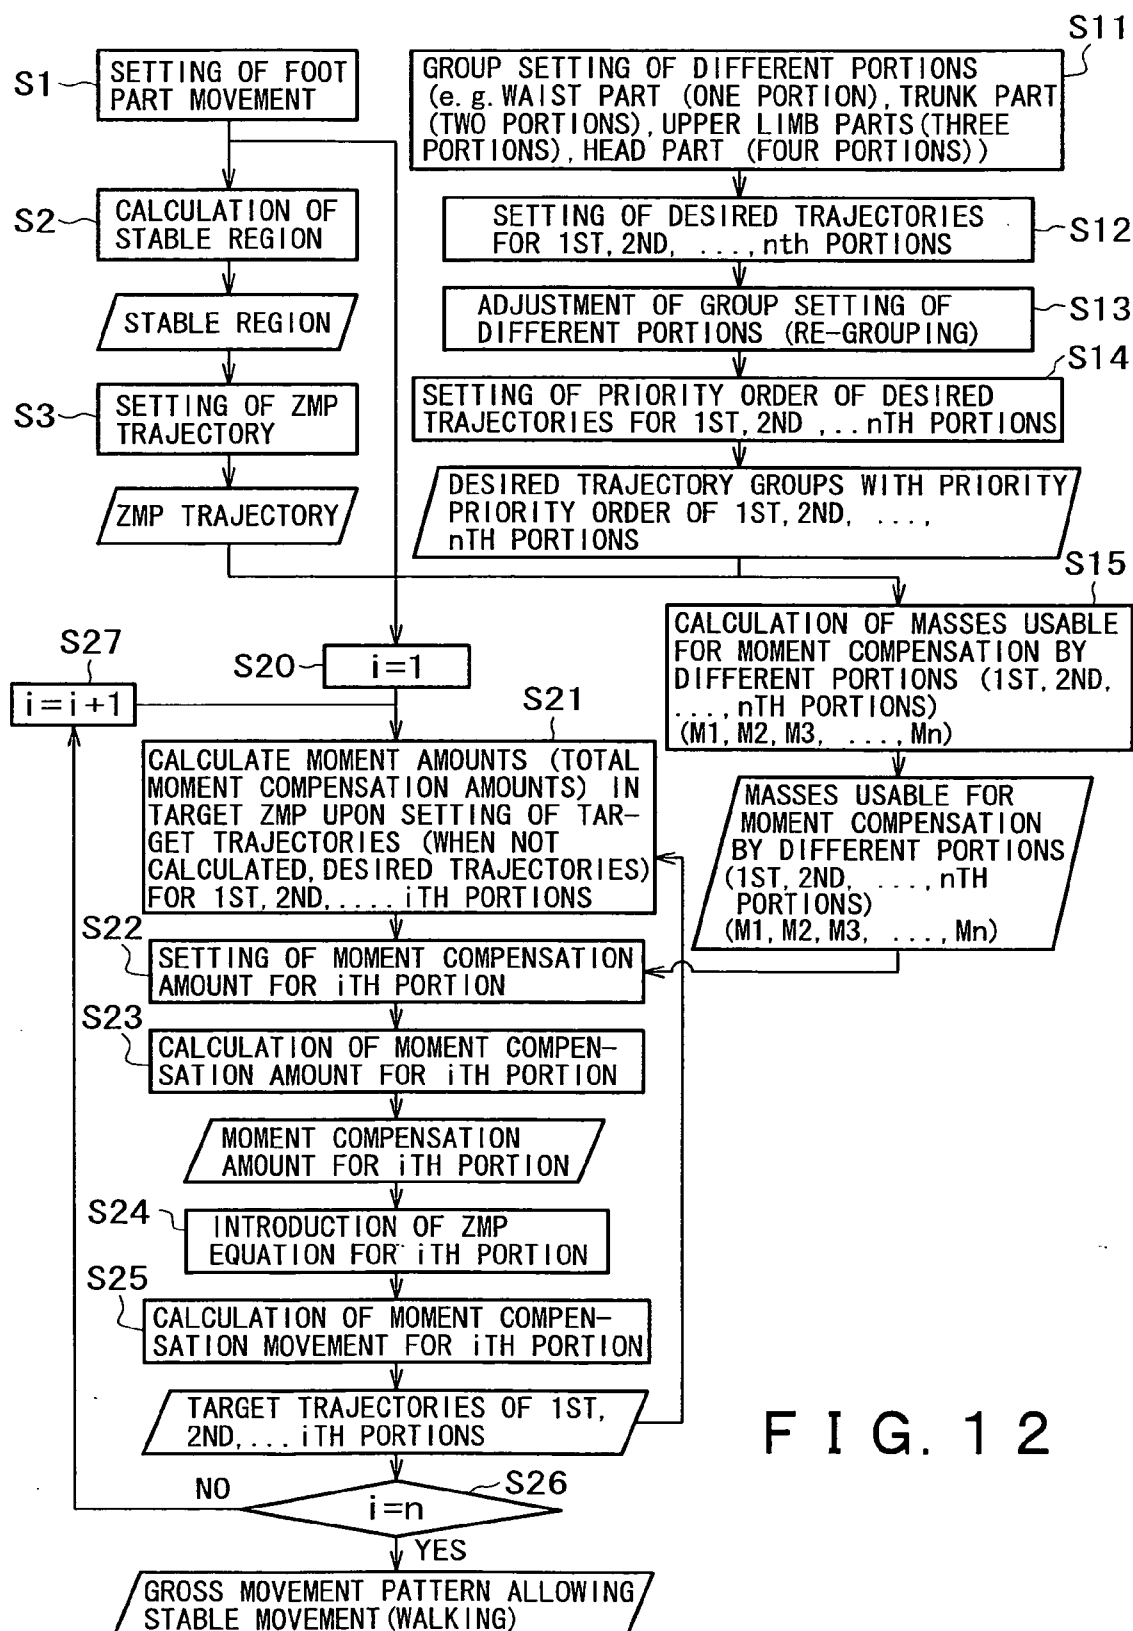 S1
SETTING OF FOOT
PART MOVEMENT
S2
CALCULATION OF
STABLE REGION
STABLE REGION
S3
SETTING OF ZMP
TRAJECTORY
ZMP TRAJECTORY
S11
GROUP SETTING OF DIFFERENT PORTIONS
(e.g. WAIST PART (ONE PORTION), TRUNK PART
(TWO PORTIONS), UPPER LIMB PARTS (THREE
PORTIONS), HEAD PART (FOUR PORTIONS))
SETTING OF DESIRED TRAJECTORIES
FOR 1ST, 2ND, ...., nth PORTIONS
S12
ADJUSTMENT OF GROUP SETTING OF
DIFFERENT PORTIONS (RE-GROUPING)
S13
S14
SETTING OF PRIORITY ORDER OF DESIRED
TRAJECTORIES FOR 1ST, 2ND ,.. nTH PORTIONS
DESIRED TRAJECTORY GROUPS WITH PRIORITY
PRIORITY ORDER OF 1ST, 2ND, ....,
nTH PORTIONS
S15
CALCULATION OF MASSES USABLE
FOR MOMENT COMPENSATION BY
DIFFERENT PORTIONS (1ST, 2ND,
...., nTH PORTIONS)
(M1, M2, M3, ...., Mn)
MASSES USABLE FOR
MOMENT COMPENSATION
BY DIFFERENT PORTIONS
(1ST, 2ND, ...., nTH
PORTIONS)
(M1, M2, M3, ...., Mn)
S27
i=i+1
S20
i=1
S21
CALCULATE MOMENT AMOUNTS (TOTAL
MOMENT COMPENSATION AMOUNTS) IN
TARGET ZMP UPON SETTING OF TAR-
GET TRAJECTORIES (WHEN NOT
CALCULATED, DESIRED TRAJECTORIES)
FOR 1ST, 2ND, .... iTH PORTIONS
S22
SETTING OF MOMENT COMPENSATION
AMOUNT FOR iTH PORTION
S23
CALCULATION OF MOMENT COMPEN-
SATION AMOUNT FOR iTH PORTION
MOMENT COMPENSATION
AMOUNT FOR iTH PORTION
S24
INTRODUCTION OF ZMP
EQUATION FOR iTH PORTION
S25
CALCULATION OF MOMENT COMPEN-
SATION MOVEMENT FOR iTH PORTION
TARGET TRAJECTORIES OF 1ST,
2ND, ... iTH PORTIONS
S26
i=n
NO
YES
GROSS MOVEMENT PATTERN ALLOWING
STABLE MOVEMENT (WALKING)
FIG. 12